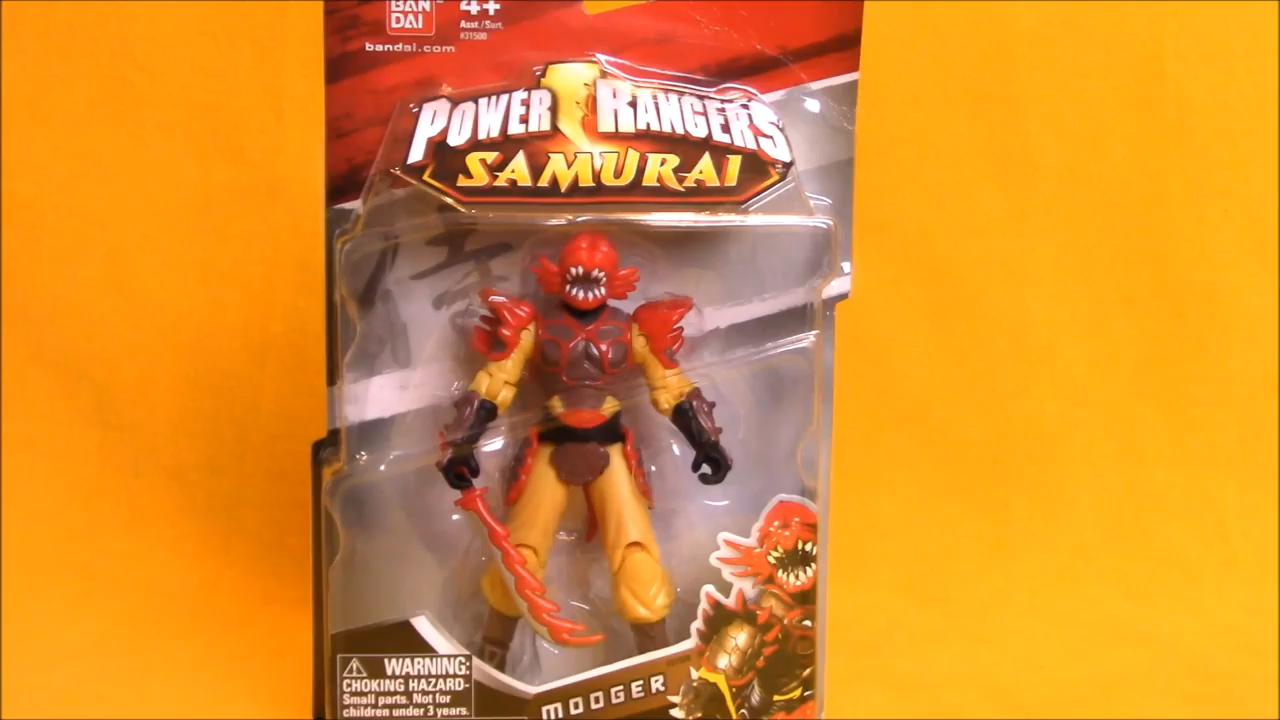 BAN
DAI
bandai.com
4+
Asst./Surt.
#31500
POWER RANGERS
SAMURAI
WARNING:
CHOKING HAZARD-
Small parts. Not for
children under 3 years.
MOOGER